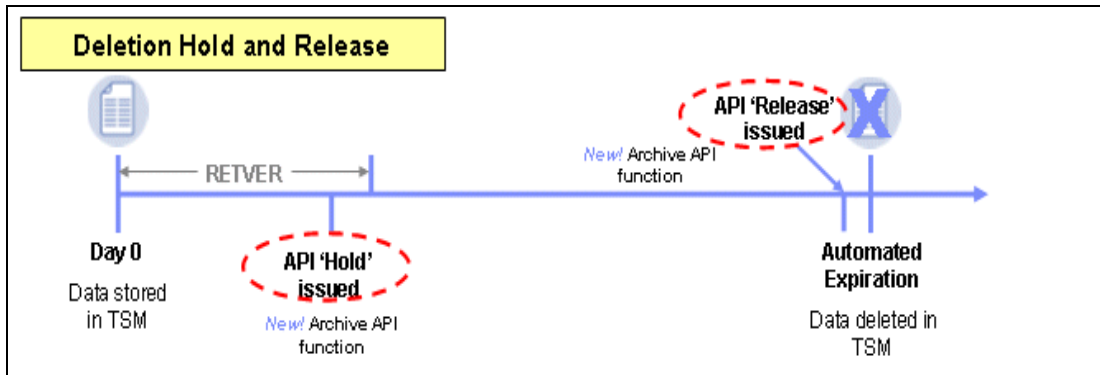 Deletion Hold and Release
API ‘Release’
issued
New! Archive API
function
RETVER
Day 0
Data stored
in TSM
API ‘Hold’
issued
New! Archive API
function
Automated
Expiration
Data deleted in
TSM